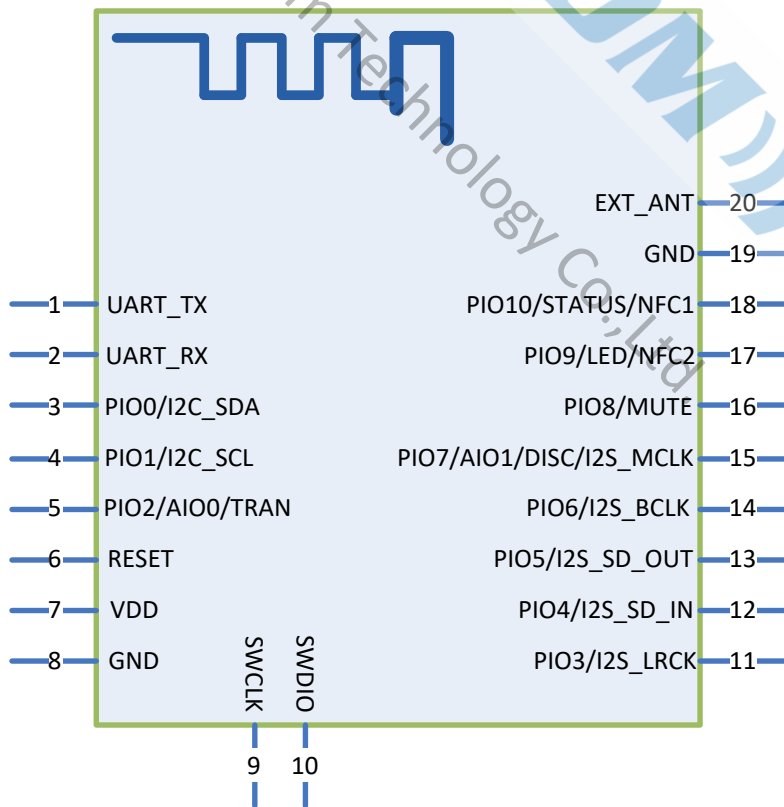 EXT_ANT 20
GND 19
1 UART_TX PIO10/STATUS/NFC1 18
2 UART_RX PIO9/LED/NFC2 17
3 PIO0/I2C_SDA PIO8/MUTE 16
4 PIO1/I2C_SCL PIO7/AIO1/DISC/I2S_MCLK 15
5 PIO2/AIO0/TRAN PIO6/I2S_BCLK 14
6 RESET PIO5/I2S_SD_OUT 13
7 VDD PIO4/I2S_SD_IN 12
8 GND PIO3/I2S_LRCK 11
SWCLK SWDIO
9 10
Technology Co.,Ltd